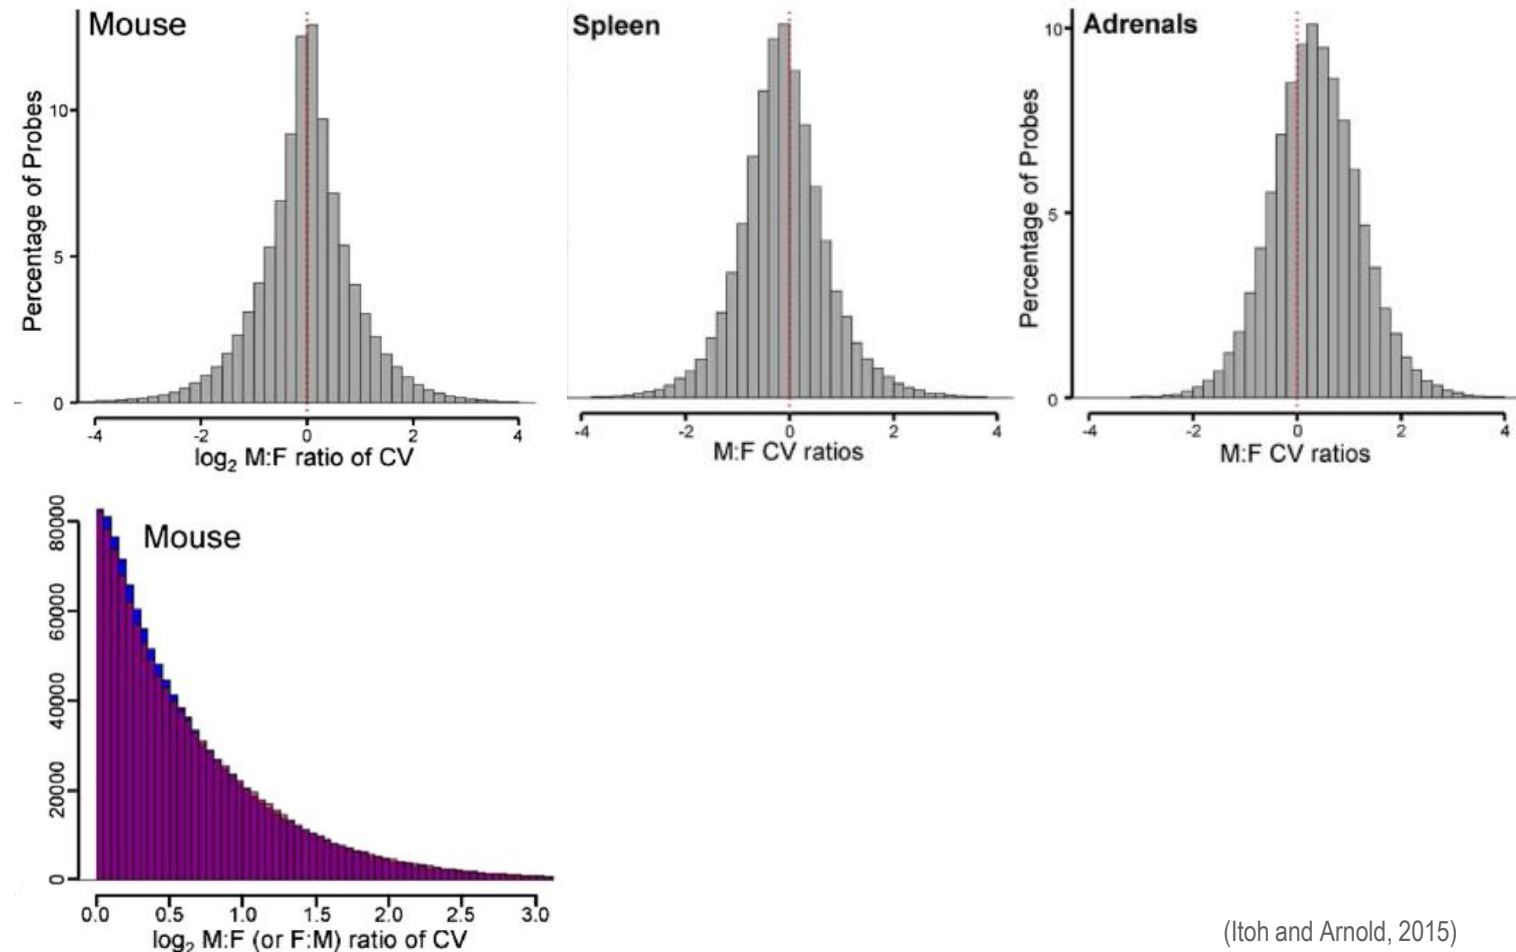 Mouse
Percentage of Probes
10
5
0
-4 -2 0 2 4
log₂ M:F ratio of CV
Spleen
-4 -2 0 2 4
M:F CV ratios
Adrenals
Percentage of Probes
10
5
0
-4 -2 0 2 4
M:F CV ratios
Mouse
80000
60000
40000
20000
0
0.0 0.5 1.0 1.5 2.0 2.5 3.0
log₂ M:F (or F:M) ratio of CV
(Itoh and Arnold, 2015)